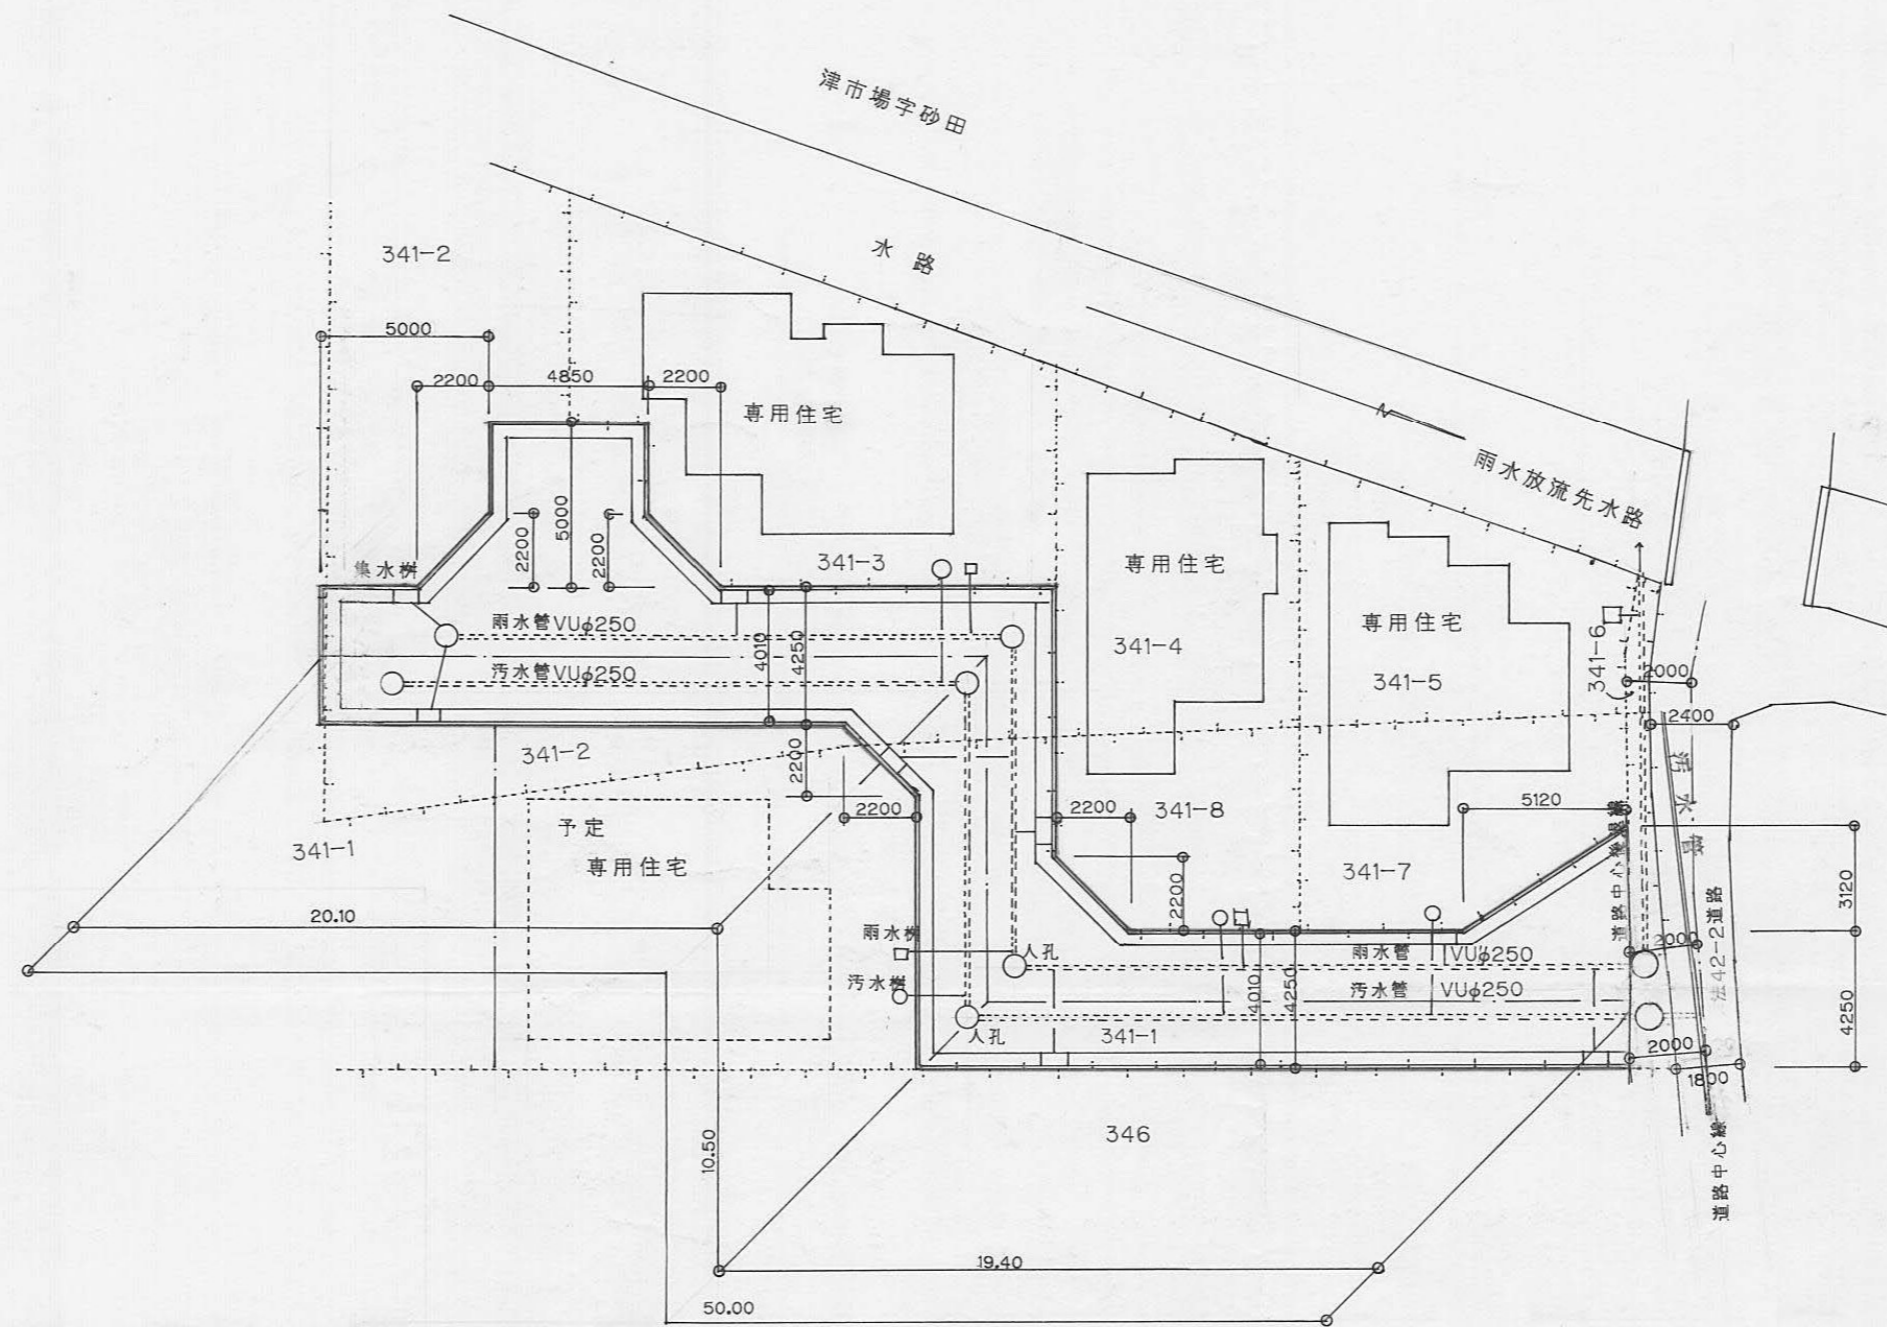 津市場字砂田
水路
341-2
5000
2200
4850
2200
専用住宅
N
雨水放流先水路
2200
5000
2200
集水桝
341-3
専用住宅
専用住宅
雨水管VUφ250
4010
4250
341-4
341-6
2000
汚水管VUφ250
341-5
2400
341-2
2200
汚水管
2200
2200
341-8
5120
予定
341-1
専用住宅
341-7
2200
道路中心後退線
3120
20.10
雨水桝
人孔
雨水管 VUφ250
2000
法42-2道路
汚水桝
4010
4250
汚水管 VUφ250
4250
人孔
341-1
2000
1800
346
10.50
道路中心線
19.40
50.00